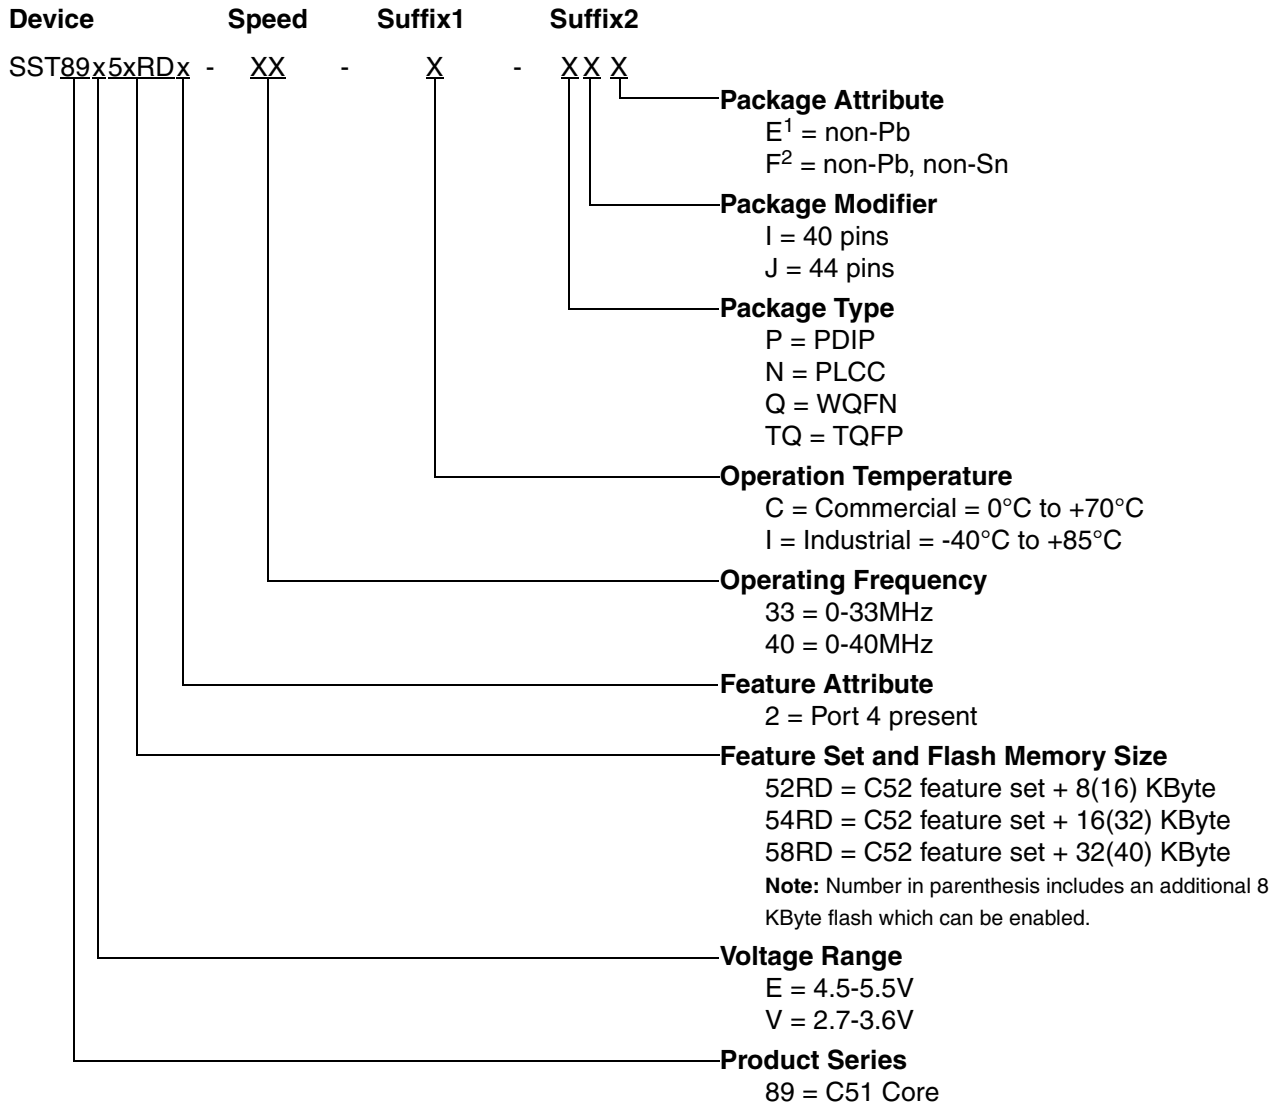 Device Speed Suffix1 Suffix2
SST89x5xRDx - XX - X - XX X
Package Attribute
E1 = non-Pb
F2 = non-Pb, non-Sn
Package Modifier
I = 40 pins
J = 44 pins
Package Type
P = PDIP
N = PLCC
Q = WQFN
TQ = TQFP
Operation Temperature
C = Commercial = 0°C to +70°C
I = Industrial = -40°C to +85°C
Operating Frequency
33 = 0-33MHz
40 = 0-40MHz
Feature Attribute
2 = Port 4 present
Feature Set and Flash Memory Size
52RD = C52 feature set + 8(16) KByte
54RD = C52 feature set + 16(32) KByte
58RD = C52 feature set + 32(40) KByte
Note: Number in parenthesis includes an additional 8
KByte flash which can be enabled.
Voltage Range
E = 4.5-5.5V
V = 2.7-3.6V
Product Series
89 = C51 Core